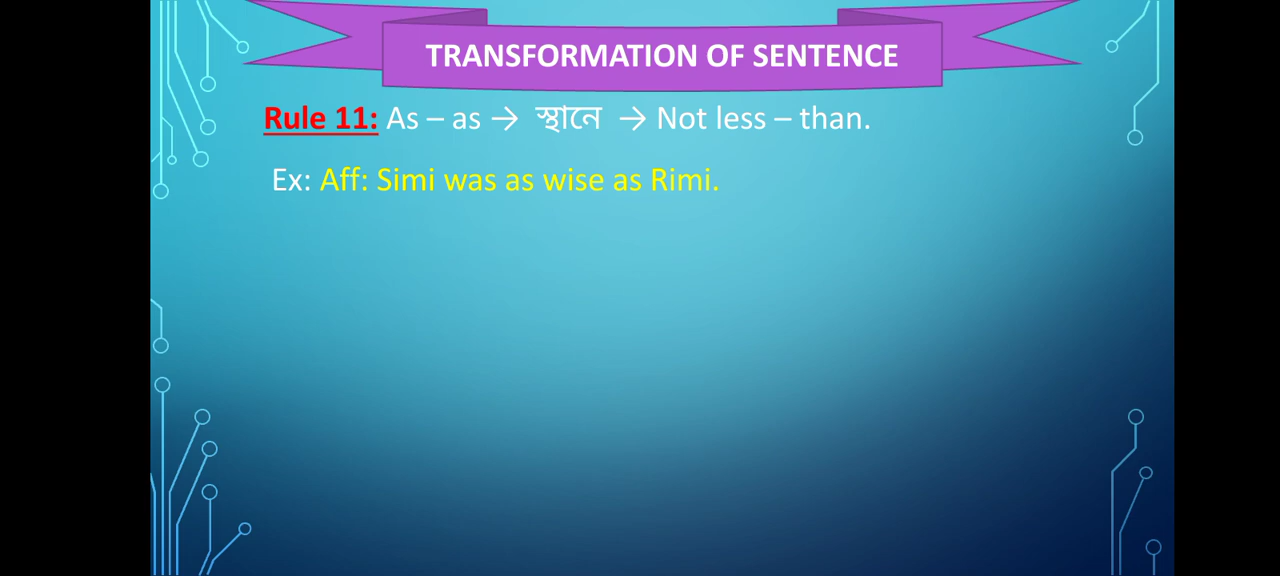 TRANSFORMATION OF SENTENCE
Rule 11: As – as → স্থানে → Not less – than.
Ex: Aff: Simi was as wise as Rimi.